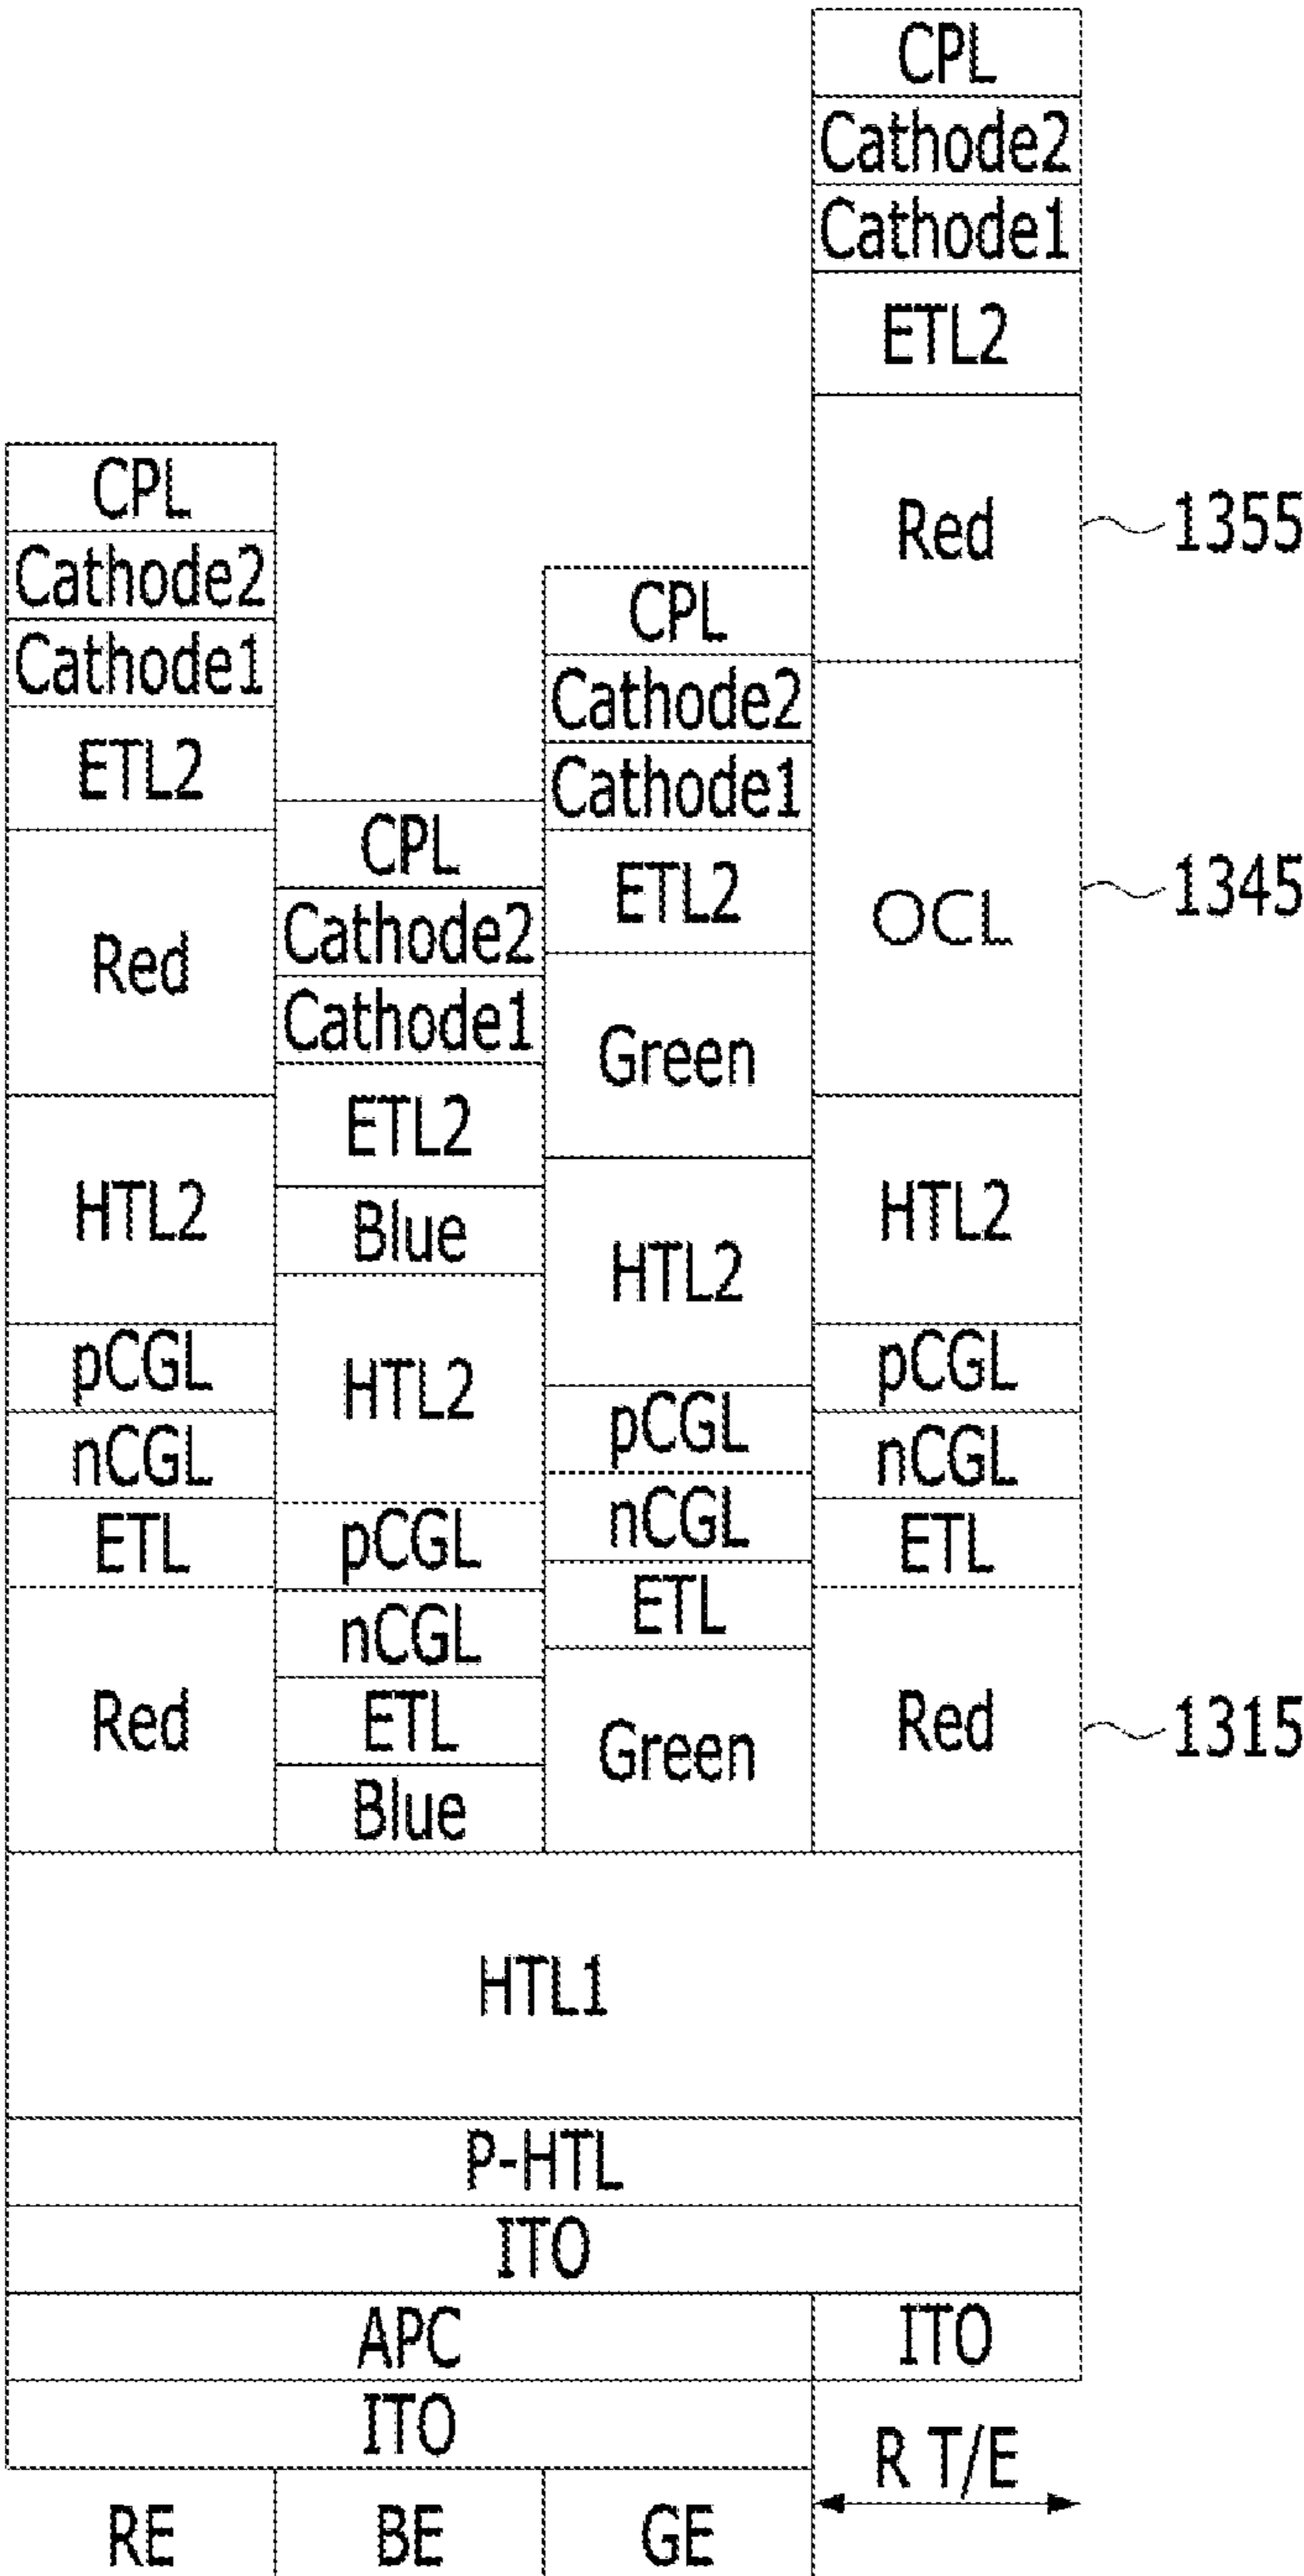 CPL
Cathode2
Cathode1
ETL2
Red
1355
OCL
1345
HTL2
pCGL
nCGL
ETL
Red
1315
CPL
Cathode2
Cathode1
ETL2
Red
HTL2
pCGL
nCGL
ETL
Red
CPL
Cathode2
Cathode1
ETL2
Blue
HTL2
pCGL
nCGL
ETL
Blue
CPL
Cathode2
Cathode1
ETL2
Green
HTL2
pCGL
nCGL
ETL
Green
HTL1
P-HTL
ITO
APC
ITO
ITO
R T/E
RE
BE
GE